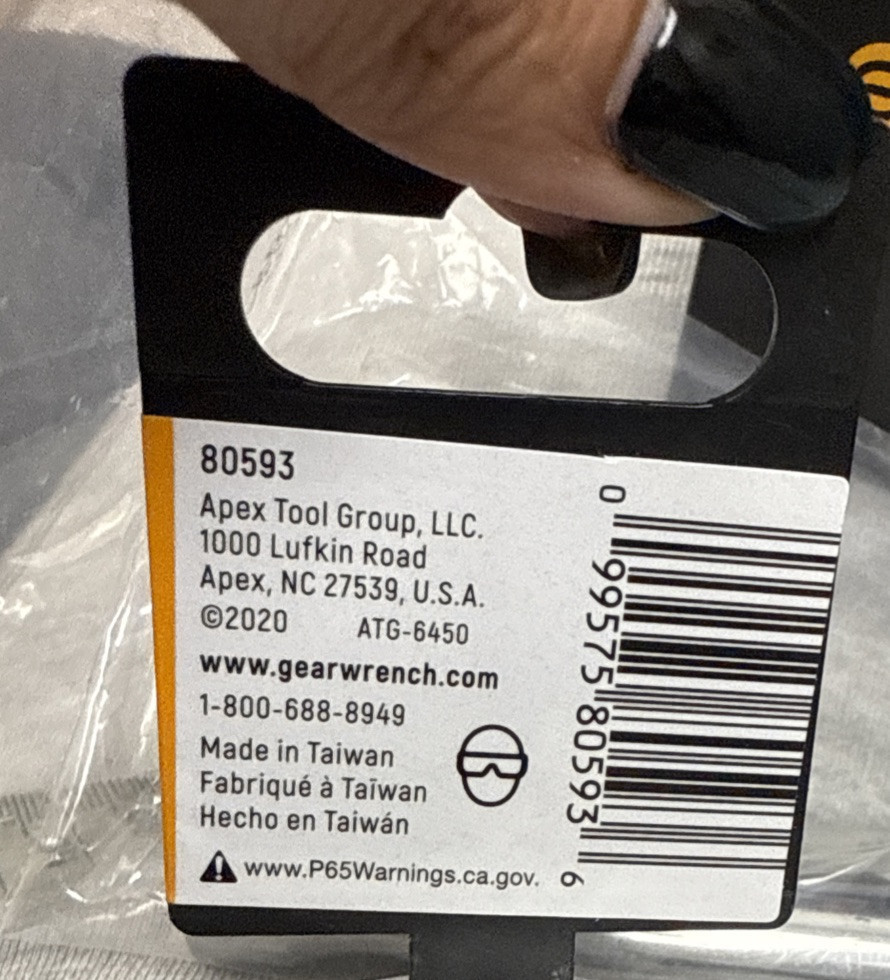 80593
Apex Tool Group, LLC.
1000 Lufkin Road
Apex, NC 27539, U.S.A.
©2020 ATG-6450
www.gearwrench.com
1-800-688-8949
Made in Taiwan
Fabriqué à Taïwan
Hecho en Taiwán
www.P65Warnings.ca.gov.
0 99575 80593 6